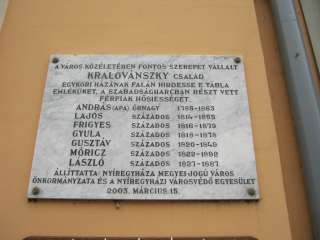 A VÁROS KÖZÉLETÉBEN FONTOS SZEREPET VÁLLALT
KRALOVÁNSZKY CSALÁD
EGYKORI HÁZÁNAK FALÁN HIRDESSE E TÁBLA
EMLÉKÜKET, A SZABADSÁGHARCBAN RÉSZT VETT
FÉRFIAK HŐSIESSÉGÉT.
ANDRÁS (APA) ŐRNAGY 1785-1863
LAJOS SZÁZADOS 1814-1895
FRIGYES SZÁZADOS 1816-1879
GYULA SZÁZADOS 1818-1878
GUSZTÁV SZÁZADOS 1820-1849
MÓRICZ SZÁZADOS 1822-1892
LÁSZLÓ SZÁZADOS 1827-1887
ÁLLÍTTATTA: NYÍREGYHÁZA MEGYEI JOGÚ VÁROS
ÖNKORMÁNYZATA ÉS A NYÍREGYHÁZI VÁROSVÉDŐ EGYESÜLET
2003. MÁRCIUS 15.